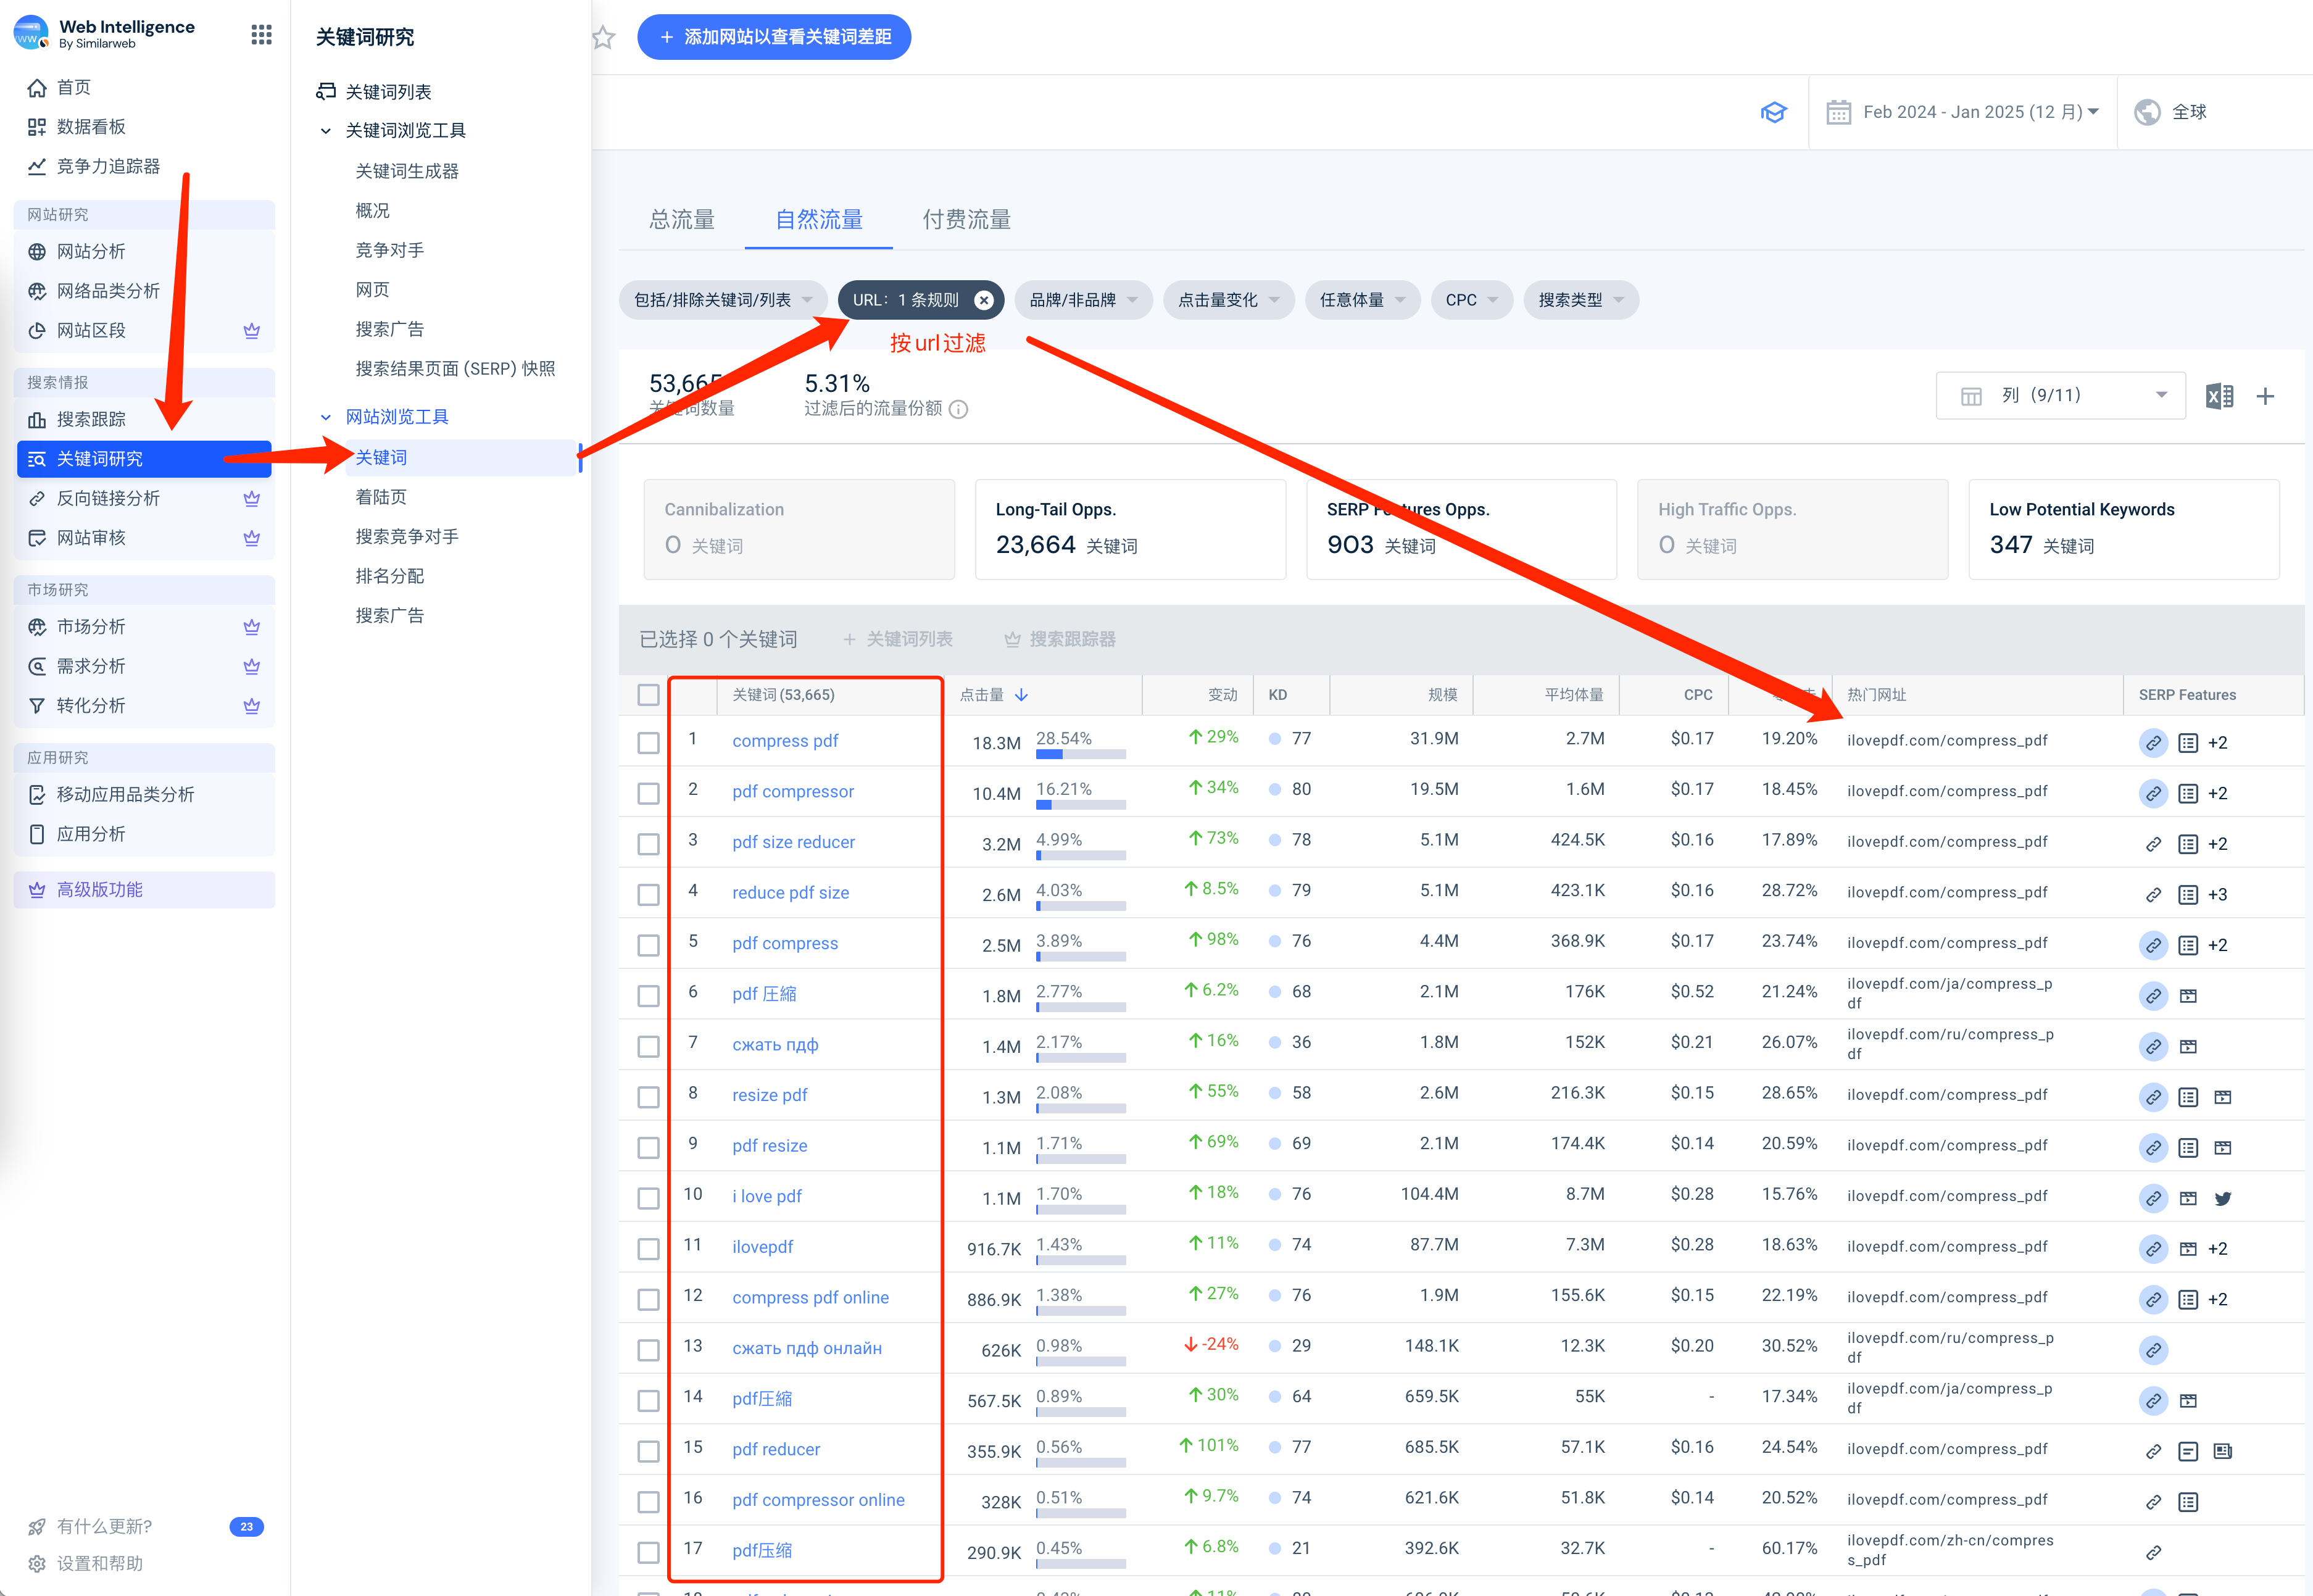 Web Intelligence
By Similarweb
首页
数据看板
竞争力追踪器
网站研究
网站分析
网络品类分析
网站区段
搜索情报
搜索跟踪
关键词研究
反向链接分析
网站审核
市场研究
市场分析
需求分析
转化分析
应用研究
移动应用品类分析
应用分析
高级版功能
有什么更新?
23
设置和帮助
关键词研究
关键词列表
关键词浏览工具
关键词生成器
概况
竞争对手
网页
搜索广告
搜索结果页面 (SERP) 快照
网站浏览工具
关键词
着陆页
搜索竞争对手
排名分配
搜索广告
+ 添加网站以查看关键词差距
Feb 2024 - Jan 2025 (12 月)
全球
总流量 自然流量 付费流量
包括/排除关键词/列表 URL: 1 条规则 品牌/非品牌 点击量变化 任意体量 CPC 搜索类型
按url过滤
53,665 5.31%
关键词数量 过滤后的流量份额
列 (9/11)
Cannibalization
0 关键词
Long-Tail Opps.
23,664 关键词
SERP Features Opps.
903 关键词
High Traffic Opps.
0 关键词
Low Potential Keywords
347 关键词
已选择 0 个关键词 + 关键词列表 搜索跟踪器
关键词 (53,665) 点击量 变动 KD 规模 平均体量 CPC 热门网址 SERP Features
1 compress pdf 18.3M 28.54% 29% 77 31.9M 2.7M $0.17 19.20% ilovepdf.com/compress_pdf +2
2 pdf compressor 10.4M 16.21% 34% 80 19.5M 1.6M $0.17 18.45% ilovepdf.com/compress_pdf +2
3 pdf size reducer 3.2M 4.99% 73% 78 5.1M 424.5K $0.16 17.89% ilovepdf.com/compress_pdf +2
4 reduce pdf size 2.6M 4.03% 8.5% 79 5.1M 423.1K $0.16 28.72% ilovepdf.com/compress_pdf +3
5 pdf compress 2.5M 3.89% 98% 76 4.4M 368.9K $0.17 23.74% ilovepdf.com/compress_pdf +2
6 pdf 圧縮 1.8M 2.77% 6.2% 68 2.1M 176K $0.52 21.24% ilovepdf.com/ja/compress_p
df
7 сжать пдф 1.4M 2.17% 16% 36 1.8M 152K $0.21 26.07% ilovepdf.com/ru/compress_p
df
8 resize pdf 1.3M 2.08% 55% 58 2.6M 216.3K $0.15 28.65% ilovepdf.com/compress_pdf
9 pdf resize 1.1M 1.71% 69% 69 2.1M 174.4K $0.14 20.59% ilovepdf.com/compress_pdf
10 i love pdf 1.1M 1.70% 18% 76 104.4M 8.7M $0.28 15.76% ilovepdf.com/compress_pdf
11 ilovepdf 916.7K 1.43% 11% 74 87.7M 7.3M $0.28 18.63% ilovepdf.com/compress_pdf +2
12 compress pdf online 886.9K 1.38% 27% 76 1.9M 155.6K $0.15 22.19% ilovepdf.com/compress_pdf +2
13 сжать пдф онлайн 626K 0.98% -24% 29 148.1K 12.3K $0.20 30.52% ilovepdf.com/ru/compress_p
df
14 pdf圧縮 567.5K 0.89% 30% 64 659.5K 55K - 17.34% ilovepdf.com/ja/compress_p
df
15 pdf reducer 355.9K 0.56% 101% 77 685.5K 57.1K $0.16 24.54% ilovepdf.com/compress_pdf
16 pdf compressor online 328K 0.51% 9.7% 74 621.6K 51.8K $0.14 20.52% ilovepdf.com/compress_pdf
17 pdf压缩 290.9K 0.45% 6.8% 21 392.6K 32.7K - 60.17% ilovepdf.com/zh-cn/compres
s_pdf